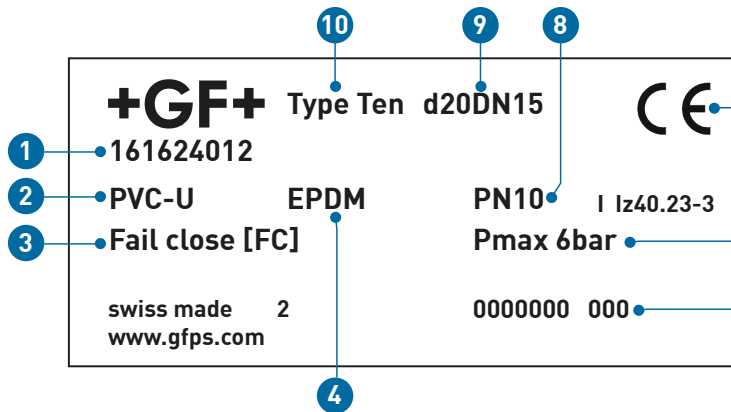 10 9 8
+GF+ Type Ten d20DN15 CE
1 161624012
2 PVC-U EPDM PN10 I Iz40.23-3
3 Fail close [FC] Pmax 6bar
swiss made 2 0000000 000
www.gfps.com
4